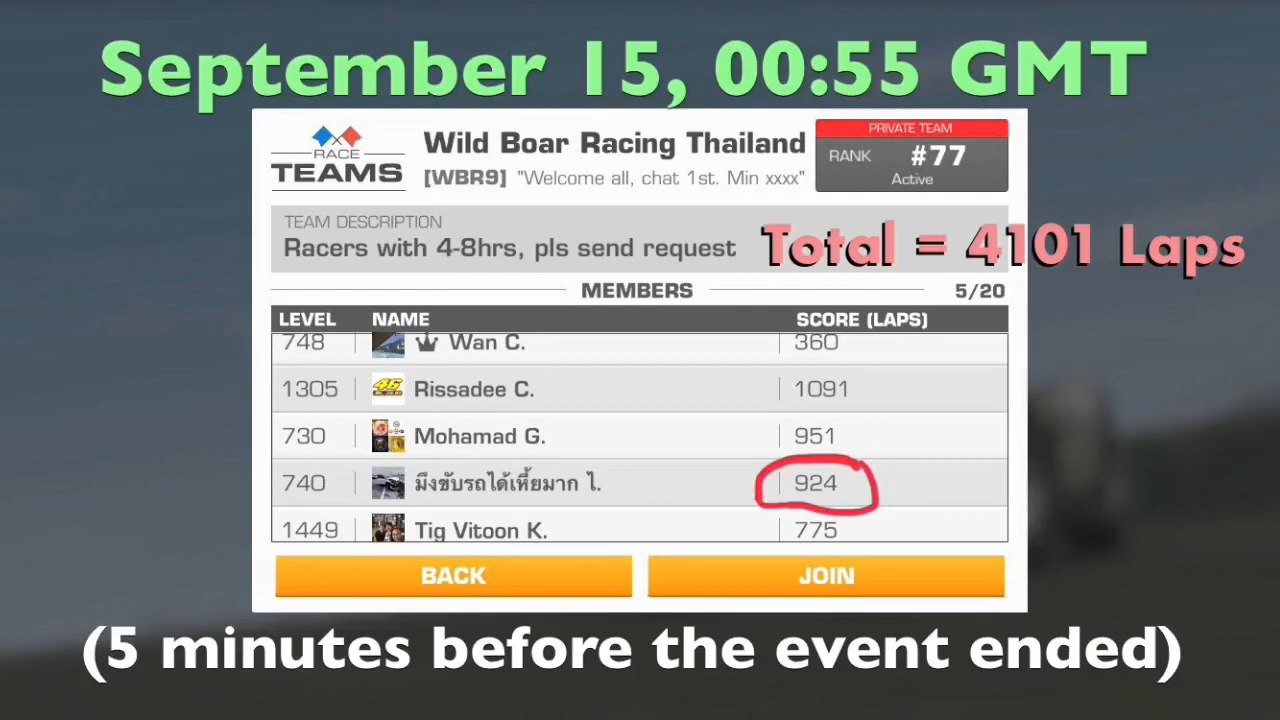 September 15, 00:55 GMT
RACE
TEAMS
Wild Boar Racing Thailand
[WBR9] "Welcome all, chat 1st. Min xxxx"
PRIVATE TEAM
RANK #77
Active
TEAM DESCRIPTION
Racers with 4-8hrs, pls send request
Total = 4101 Laps
MEMBERS 5/20
LEVEL NAME SCORE (LAPS)
748 Wan C. 360
1305 46 Rissadee C. 1091
730 Mohamad G. 951
740 มึงขับรถได้เหี้ยมาก ไ. 924
1449 Tig Vitoon K. 775
BACK JOIN
(5 minutes before the event ended)